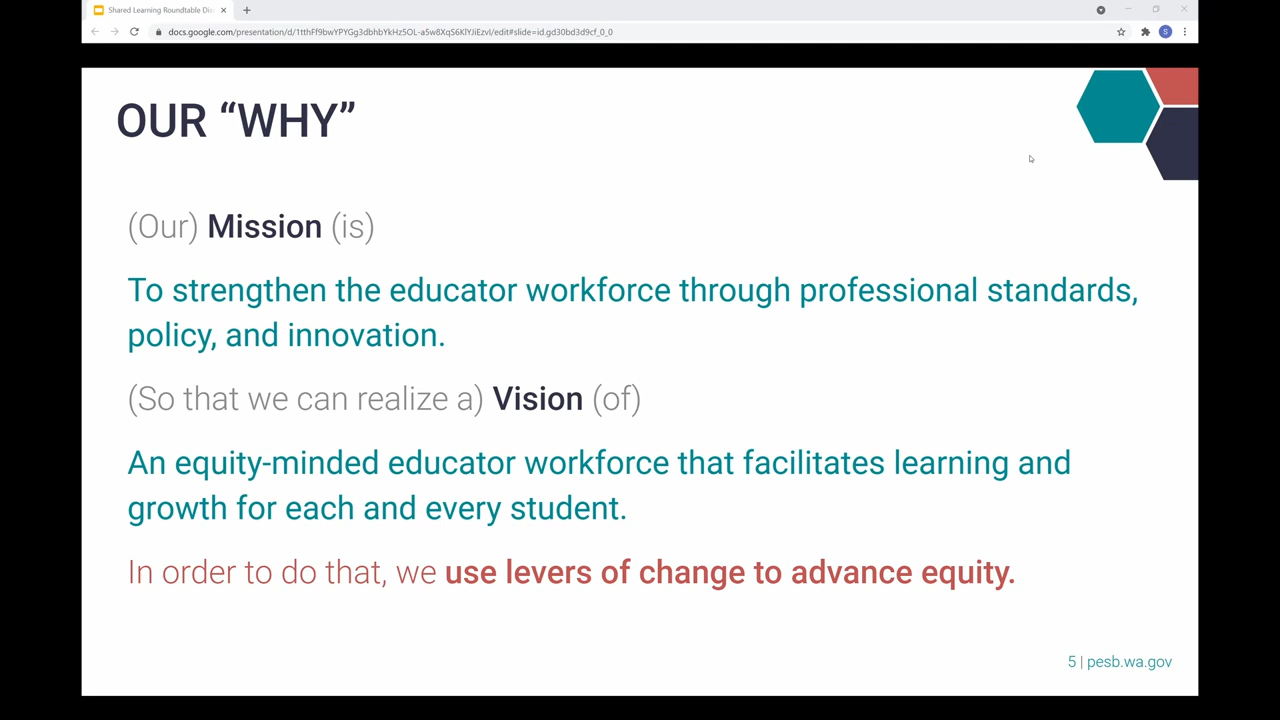 Shared Learning Roundtable Dis
docs.google.com/presentation/d/1tthFf9bwYPYGg3dbhbYkHz5OL-a5w8XqS6KlYJiEzvI/edit#slide=id.gd30bd3d9cf_0_0
S
OUR “WHY”
(Our) Mission (is)
To strengthen the educator workforce through professional standards,
policy, and innovation.
(So that we can realize a) Vision (of)
An equity-minded educator workforce that facilitates learning and
growth for each and every student.
In order to do that, we use levers of change to advance equity.
5 | pesb.wa.gov